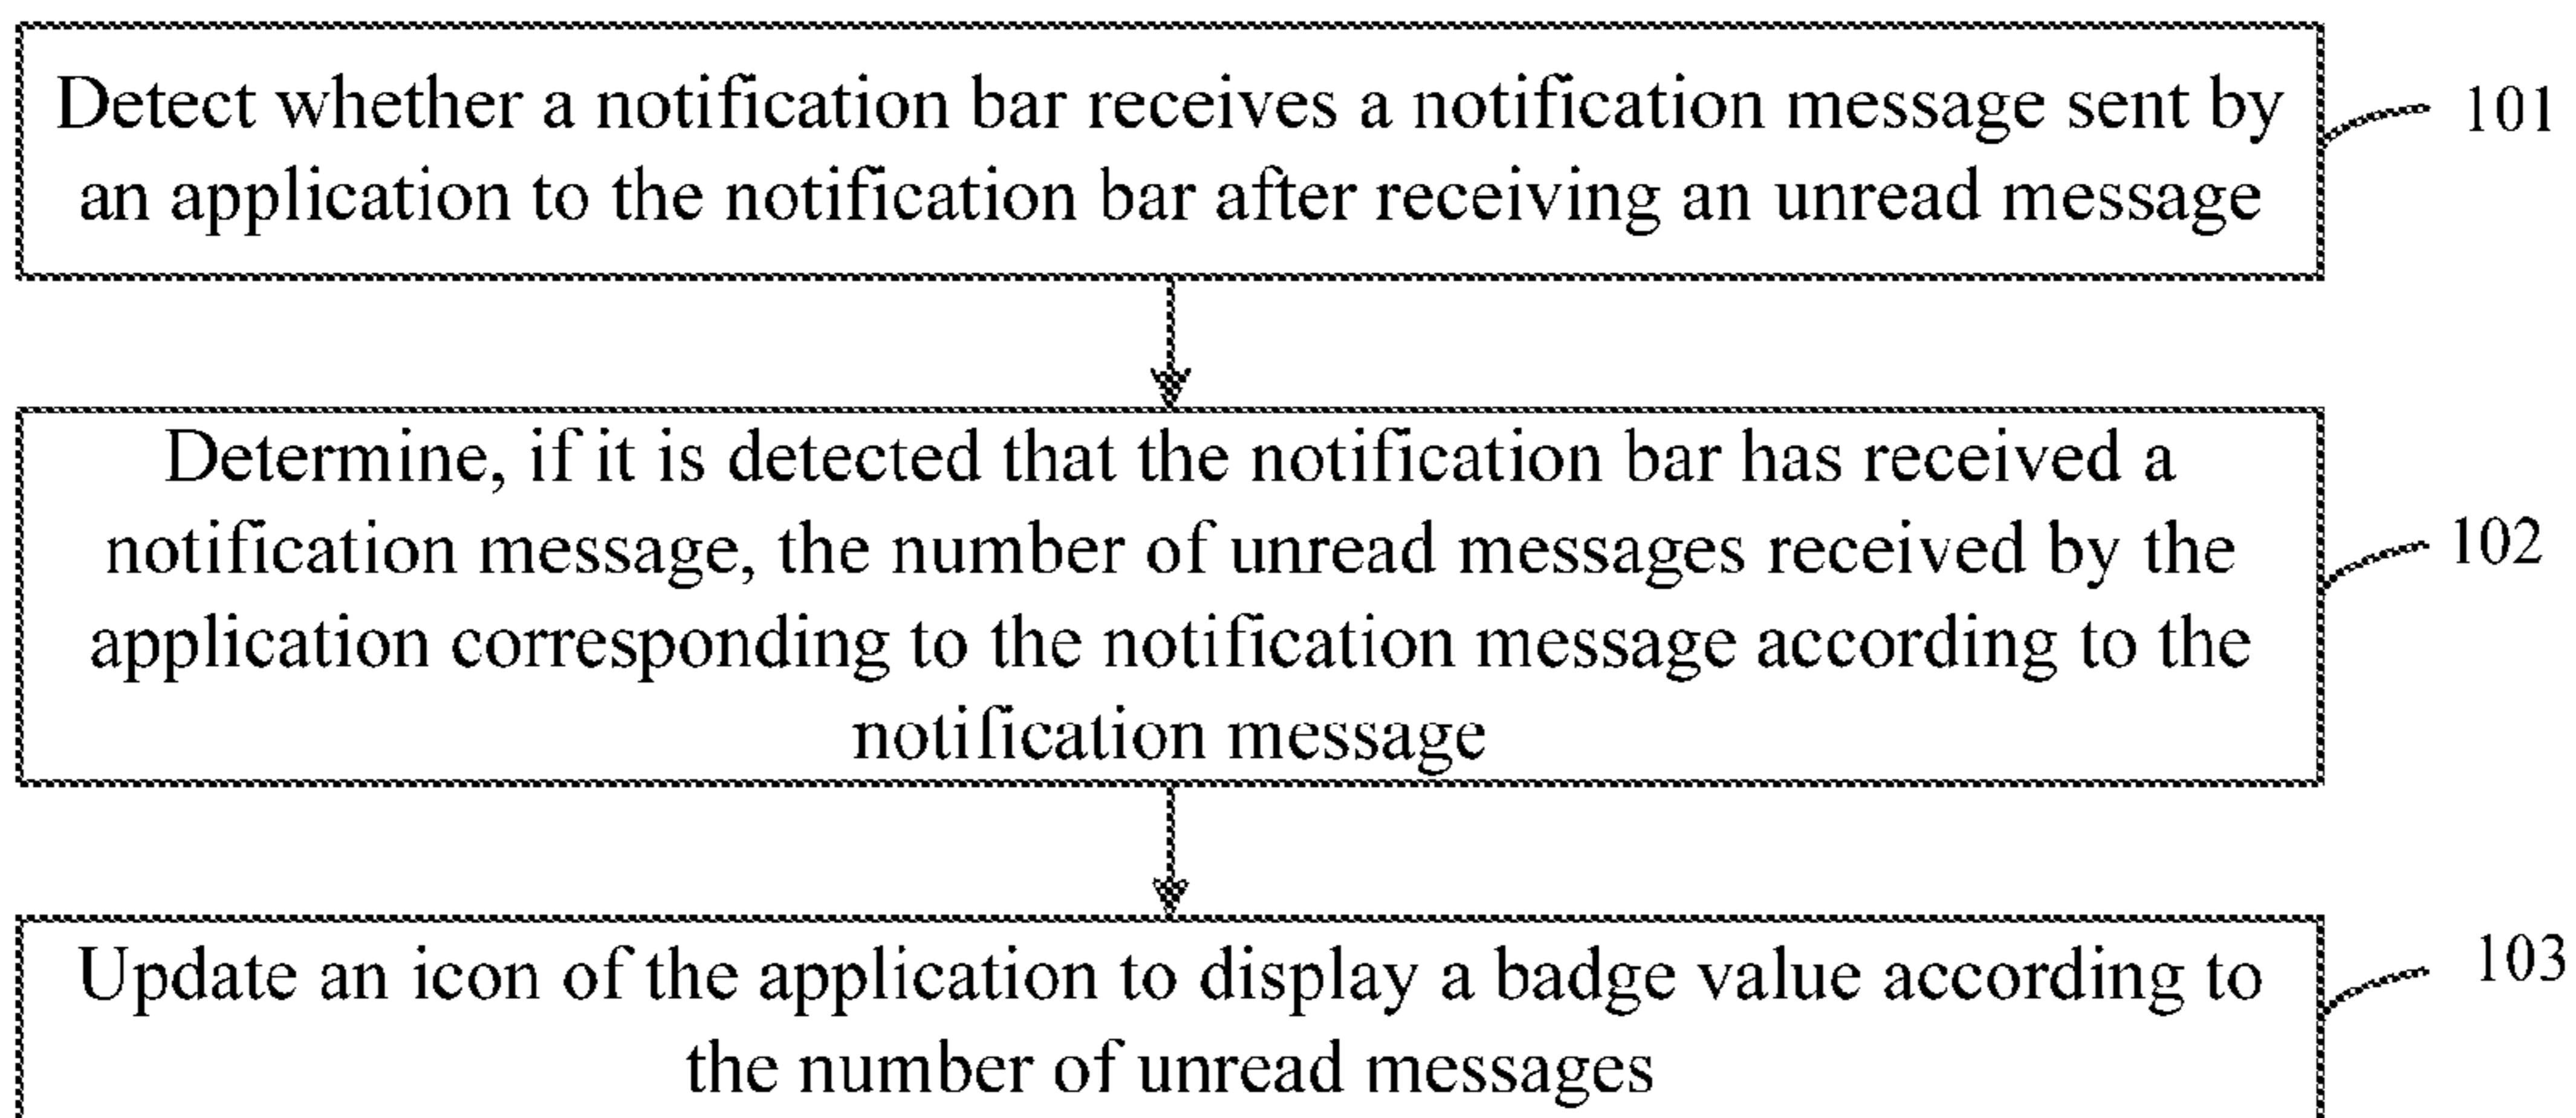 Detect whether a notification bar receives a notification message sent by
an application to the notification bar after receiving an unread message
101
Determine, if it is detected that the notification bar has received a
notification message, the number of unread messages received by the
application corresponding to the notification message according to the
notification message
102
Update an icon of the application to display a badge value according to
the number of unread messages
103